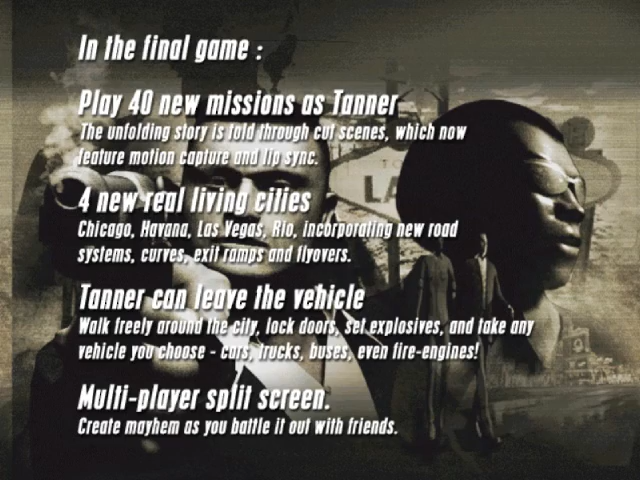 In the final game :
Play 40 new missions as Tanner
The unfolding story is told through cut scenes, which now
feature motion capture and lip sync.
4 new real living cities
Chicago, Havana, Las Vegas, Rio, incorporating new road
systems, curves, exit ramps and flyovers.
Tanner can leave the vehicle
Walk freely around the city, lock doors, set explosives, and take any
vehicle you choose - cars, trucks, buses, even fire-engines!
Multi-player split screen.
Create mayhem as you battle it out with friends.